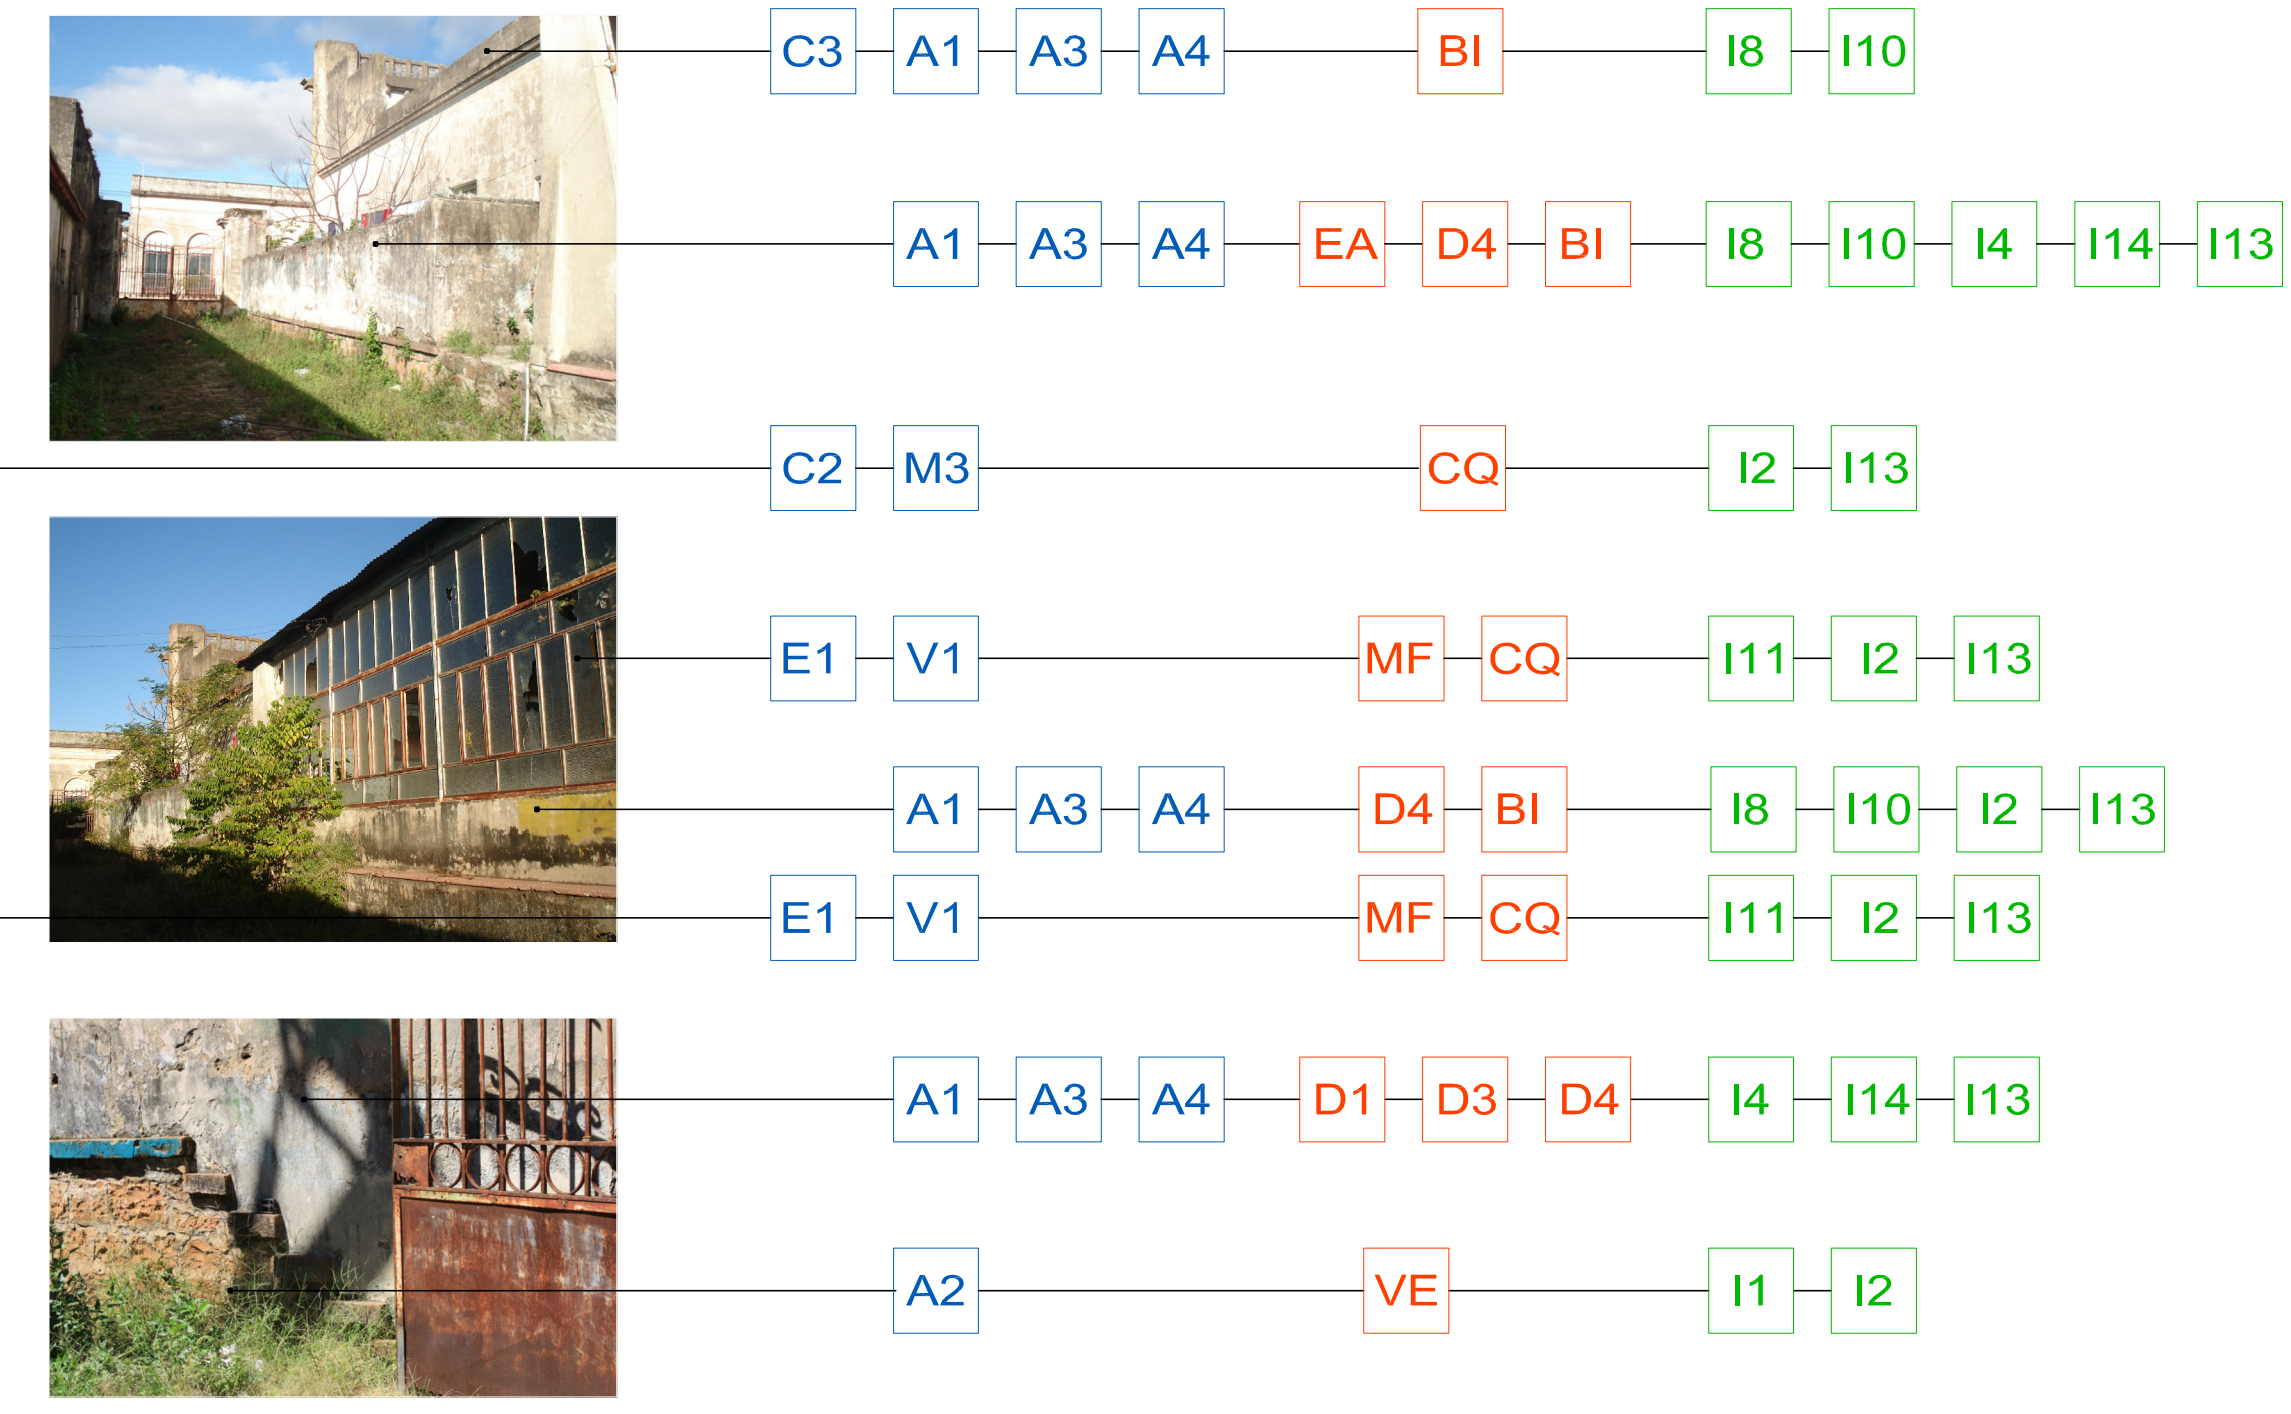 C3 A1 A3 A4 BI I8 I10
A1 A3 A4 EA D4 BI I8 I10 I4 I14 I13
C2 M3 CQ I2 I13
E1 V1 MF CQ I11 I2 I13
A1 A3 A4 D4 BI I8 I10 I2 I13
E1 V1 MF CQ I11 I2 I13
A1 A3 A4 D1 D3 D4 I4 I14 I13
A2 VE I1 I2